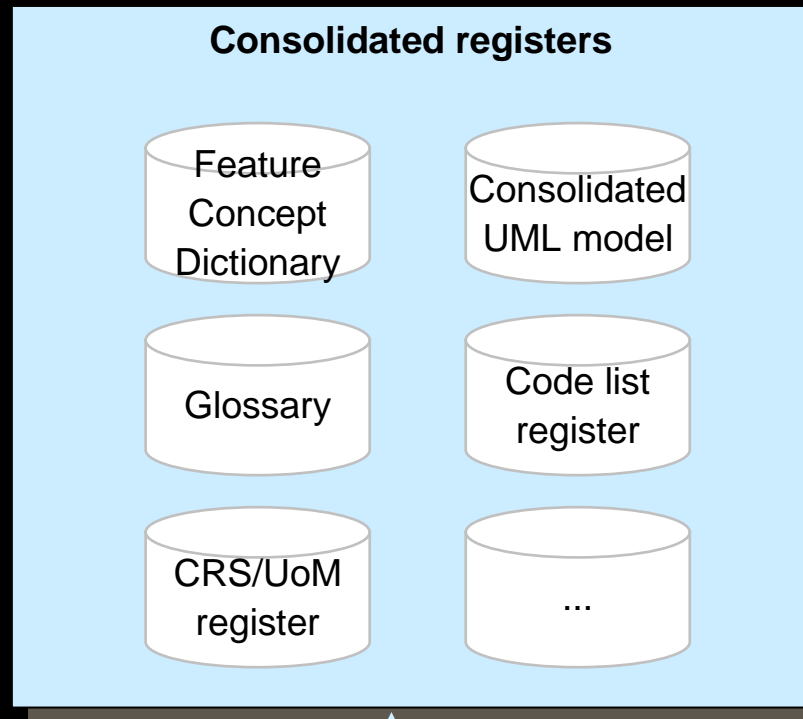 Consolidated registers
Feature
Concept
Dictionary
Consolidated
UML model
Glossary
Code list
register
CRS/UoM
register
...